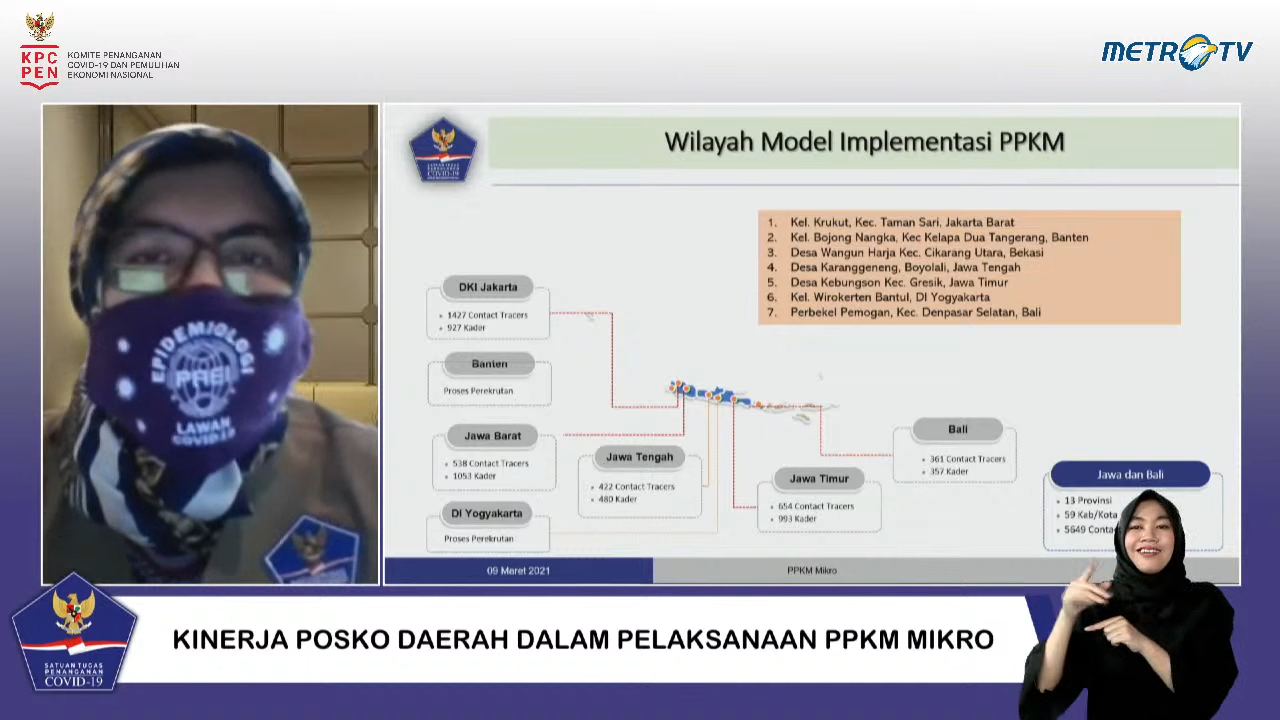 KPC
PEN
KOMITE PENANGANAN
COVID-19 DAN PEMULIHAN
EKONOMI NASIONAL
METRO TV
EPIDEMIOLOGI
PAEI
LAWAN
COVID-19
COVID-19
Wilayah Model Implementasi PPKM
1. Kel. Krukut, Kec. Taman Sari, Jakarta Barat
2. Kel. Bojong Nangka, Kec Kelapa Dua Tangerang, Banten
3. Desa Wangun Harja Kec. Cikarang Utara, Bekasi
4. Desa Karanggeneng, Boyolali, Jawa Tengah
5. Desa Kebungson Kec. Gresik, Jawa Timur
6. Kel. Wirokerten Bantul, DI Yogyakarta
7. Perbekel Pemogan, Kec. Denpasar Selatan, Bali
DKI Jakarta
• 1427 Contact Tracers
• 927 Kader
Banten
Proses Perekrutan
Jawa Barat
• 538 Contact Tracers
• 1053 Kader
Jawa Tengah
• 422 Contact Tracers
• 480 Kader
DI Yogyakarta
Proses Perekrutan
Jawa Timur
• 654 Contact Tracers
• 993 Kader
Bali
• 361 Contact Tracers
• 357 Kader
Jawa dan Bali
• 13 Provinsi
• 59 Kab/Kota
• 5649
09 Maret 2021
PPKM Mikro
SATUAN TUGAS
PENANGANAN
COVID-19
KINERJA POSKO DAERAH DALAM PELAKSANAAN PPKM MIKRO